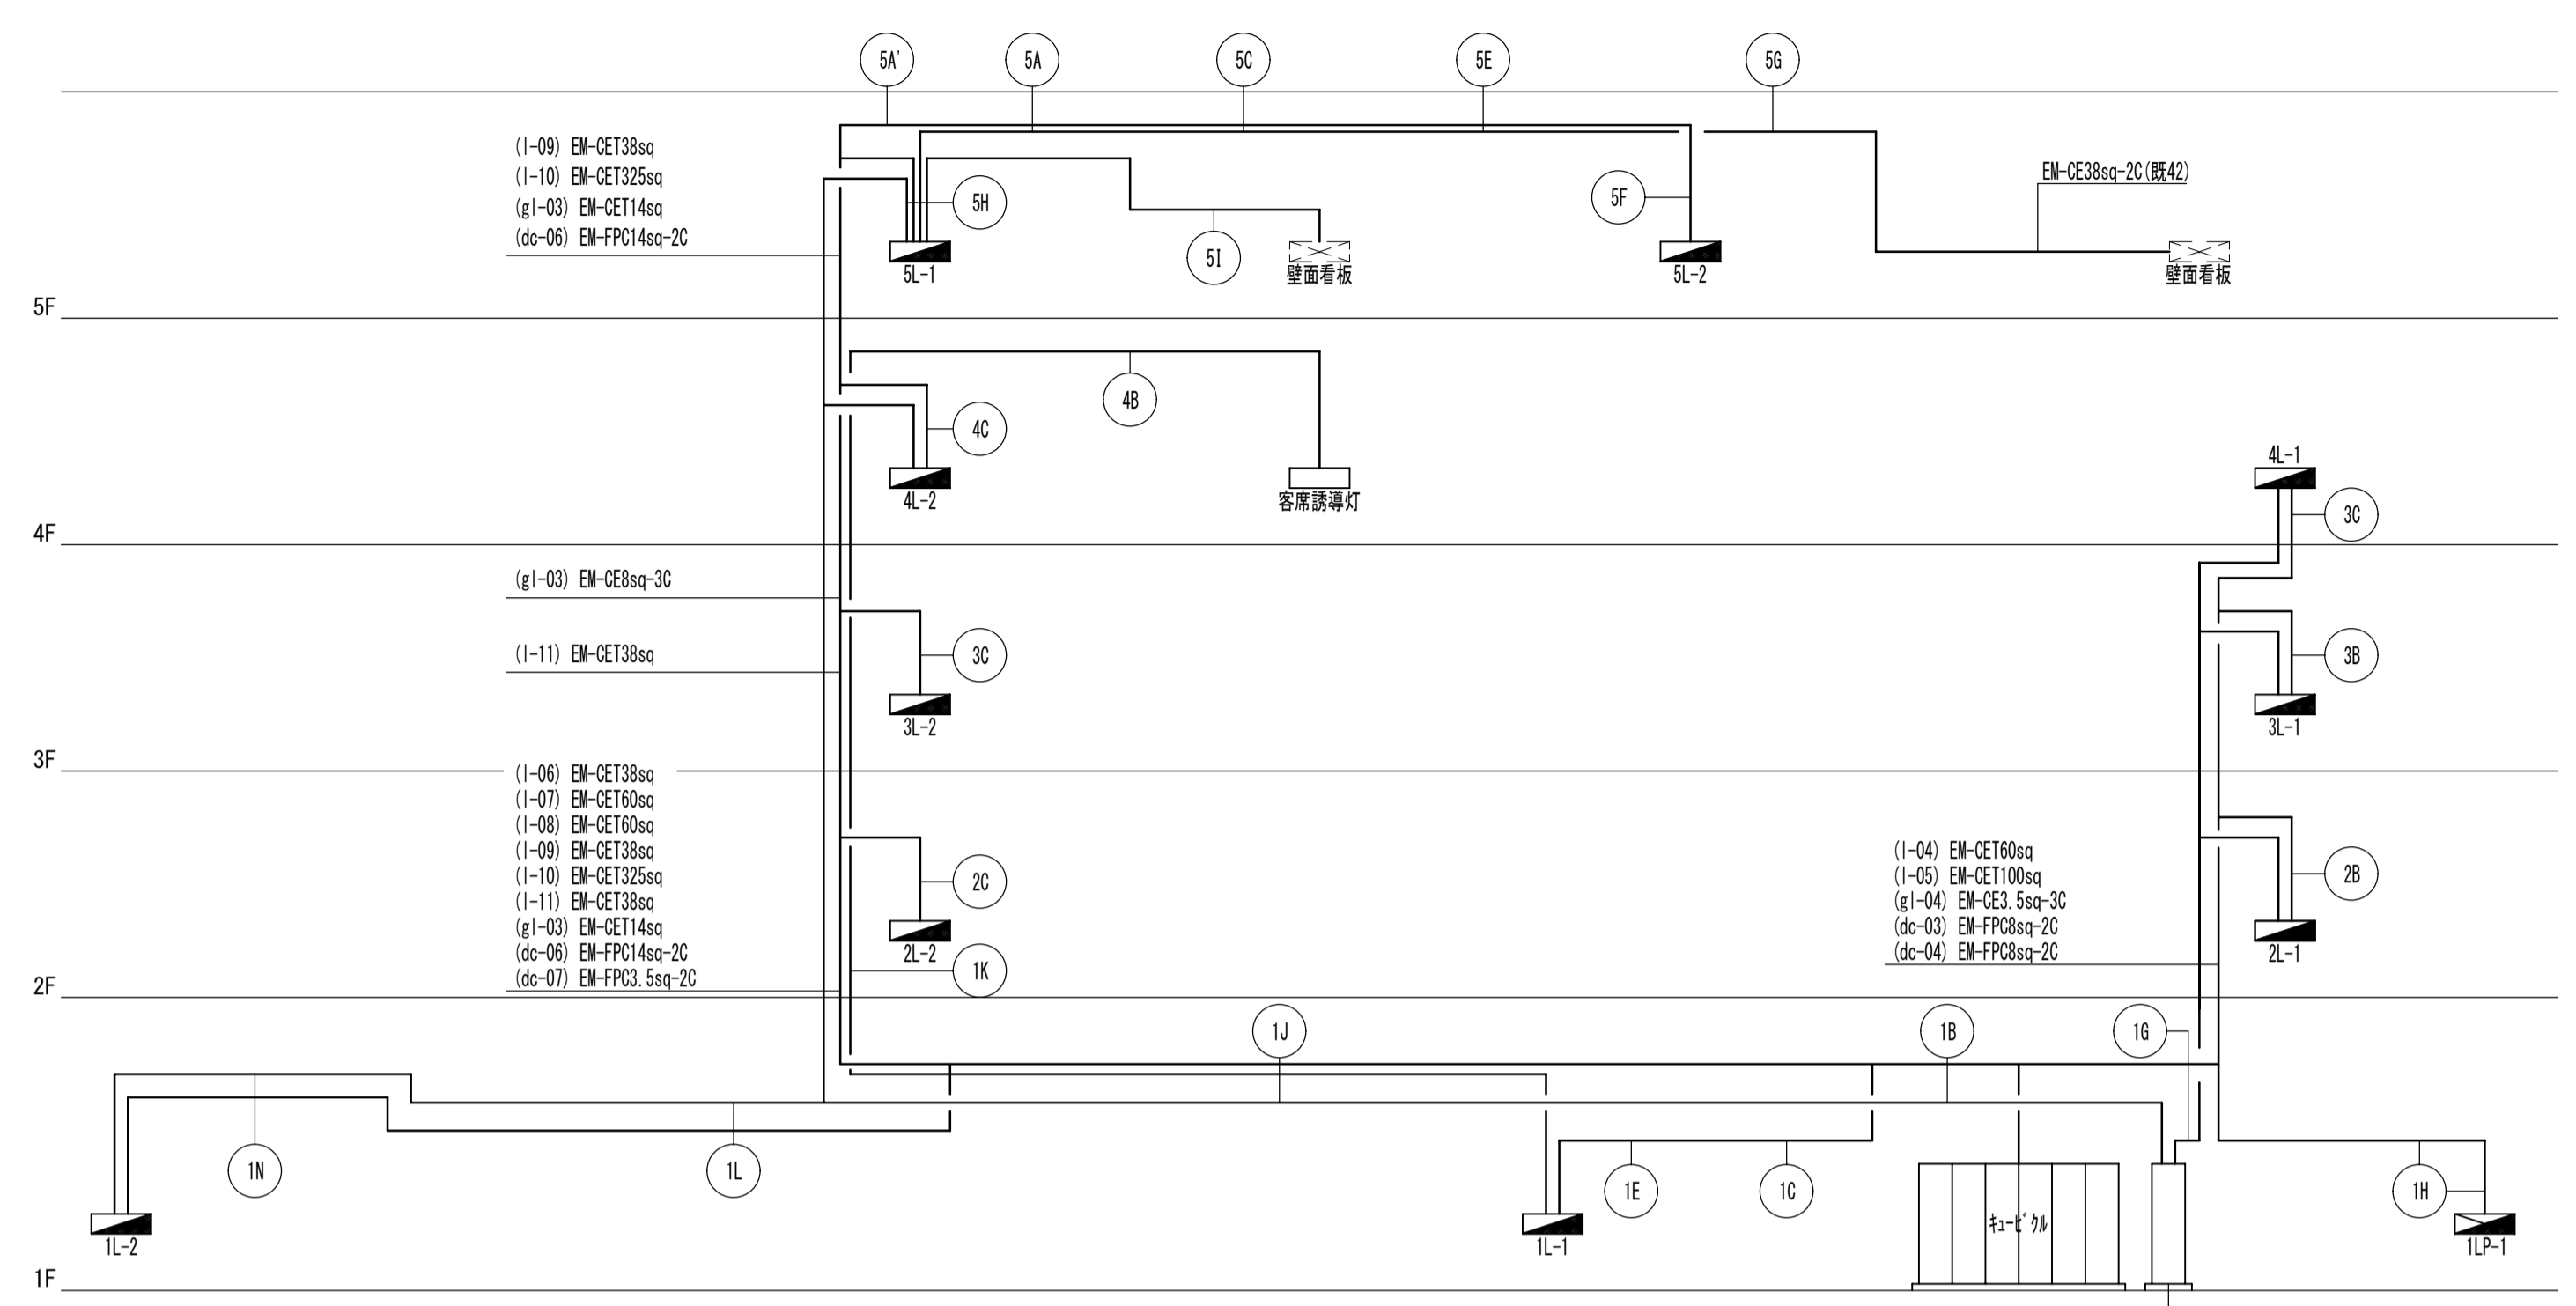 5A'
5A
5C
5E
5G
(l-09) EM-CET38sq
(l-10) EM-CET325sq
(gl-03) EM-CET14sq
(dc-06) EM-FPC14sq-2C
EM-CE38sq-2C(既42)
5H
5F
5I
5L-1
壁面看板
5L-2
壁面看板
5F
4B
4C
4L-2
客席誘導灯
4L-1
3C
4F
(gl-03) EM-CE8sq-3C
(l-11) EM-CET38sq
3C
3B
3L-2
3L-1
3F
(l-06) EM-CET38sq
(l-07) EM-CET60sq
(l-08) EM-CET60sq
(l-09) EM-CET38sq
(l-10) EM-CET325sq
(l-11) EM-CET38sq
(gl-03) EM-CET14sq
(dc-06) EM-FPC14sq-2C
(dc-07) EM-FPC3.5sq-2C
2C
2L-2
1K
(l-04) EM-CET60sq
(l-05) EM-CET100sq
(gl-04) EM-CE3.5sq-3C
(dc-03) EM-FPC8sq-2C
(dc-04) EM-FPC8sq-2C
2B
2L-1
2F
1J
1B
1G
1N
1L
1E
1C
1H
キュービクル
1L-2
1L-1
1LP-1
1F